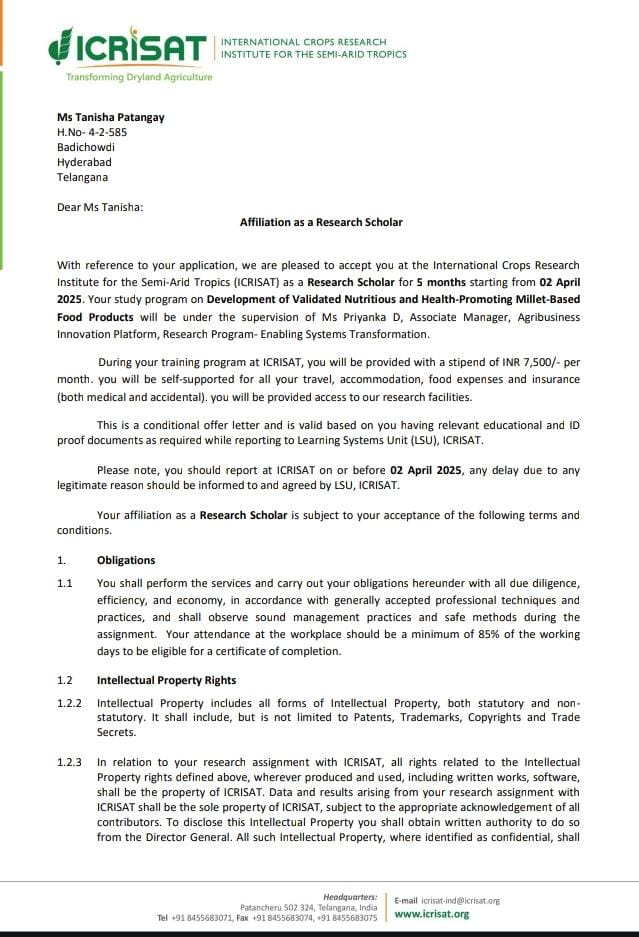 ICRISAT
INTERNATIONAL CROPS RESEARCH
INSTITUTE FOR THE SEMI-ARID TROPICS
Transforming Dryland Agriculture
Ms Tanisha Patangay
H.No- 4-2-585
Badichowdi
Hyderabad
Telangana
Dear Ms Tanisha:
Affiliation as a Research Scholar
With reference to your application, we are pleased to accept you at the International Crops Research
Institute for the Semi-Arid Tropics (ICRISAT) as a Research Scholar for 5 months starting from 02 April
2025. Your study program on Development of Validated Nutritious and Health-Promoting Millet-Based
Food Products will be under the supervision of Ms Priyanka D, Associate Manager, Agribusiness
Innovation Platform, Research Program- Enabling Systems Transformation.
During your training program at ICRISAT, you will be provided with a stipend of INR 7,500/- per
month. you will be self-supported for all your travel, accommodation, food expenses and insurance
(both medical and accidental). you will be provided access to our research facilities.
This is a conditional offer letter and is valid based on you having relevant educational and ID
proof documents as required while reporting to Learning Systems Unit (LSU), ICRISAT.
Please note, you should report at ICRISAT on or before 02 April 2025, any delay due to any
legitimate reason should be informed to and agreed by LSU, ICRISAT.
Your affiliation as a Research Scholar is subject to your acceptance of the following terms and
conditions.
1. Obligations
1.1 You shall perform the services and carry out your obligations hereunder with all due diligence,
efficiency, and economy, in accordance with generally accepted professional techniques and
practices, and shall observe sound management practices and safe methods during the
assignment. Your attendance at the workplace should be a minimum of 85% of the working
days to be eligible for a certificate of completion.
1.2 Intellectual Property Rights
1.2.2 Intellectual Property includes all forms of Intellectual Property, both statutory and non-
statutory. It shall include, but is not limited to Patents, Trademarks, Copyrights and Trade
Secrets.
1.2.3 In relation to your research assignment with ICRISAT, all rights related to the Intellectual
Property rights defined above, wherever produced and used, including written works, software,
shall be the property of ICRISAT. Data and results arising from your research assignment with
ICRISAT shall be the sole property of ICRISAT, subject to the appropriate acknowledgement of all
contributors. To disclose this Intellectual Property you shall obtain written authority to do so
from the Director General. All such Intellectual Property, where identified as confidential, shall
Headquarters:
Patancheru 502 324, Telangana, India
Tel +91 8455683071, Fax +91 8455683074, +91 8455683075
E-mail icrisat-ind@icrisat.org
www.icrisat.org